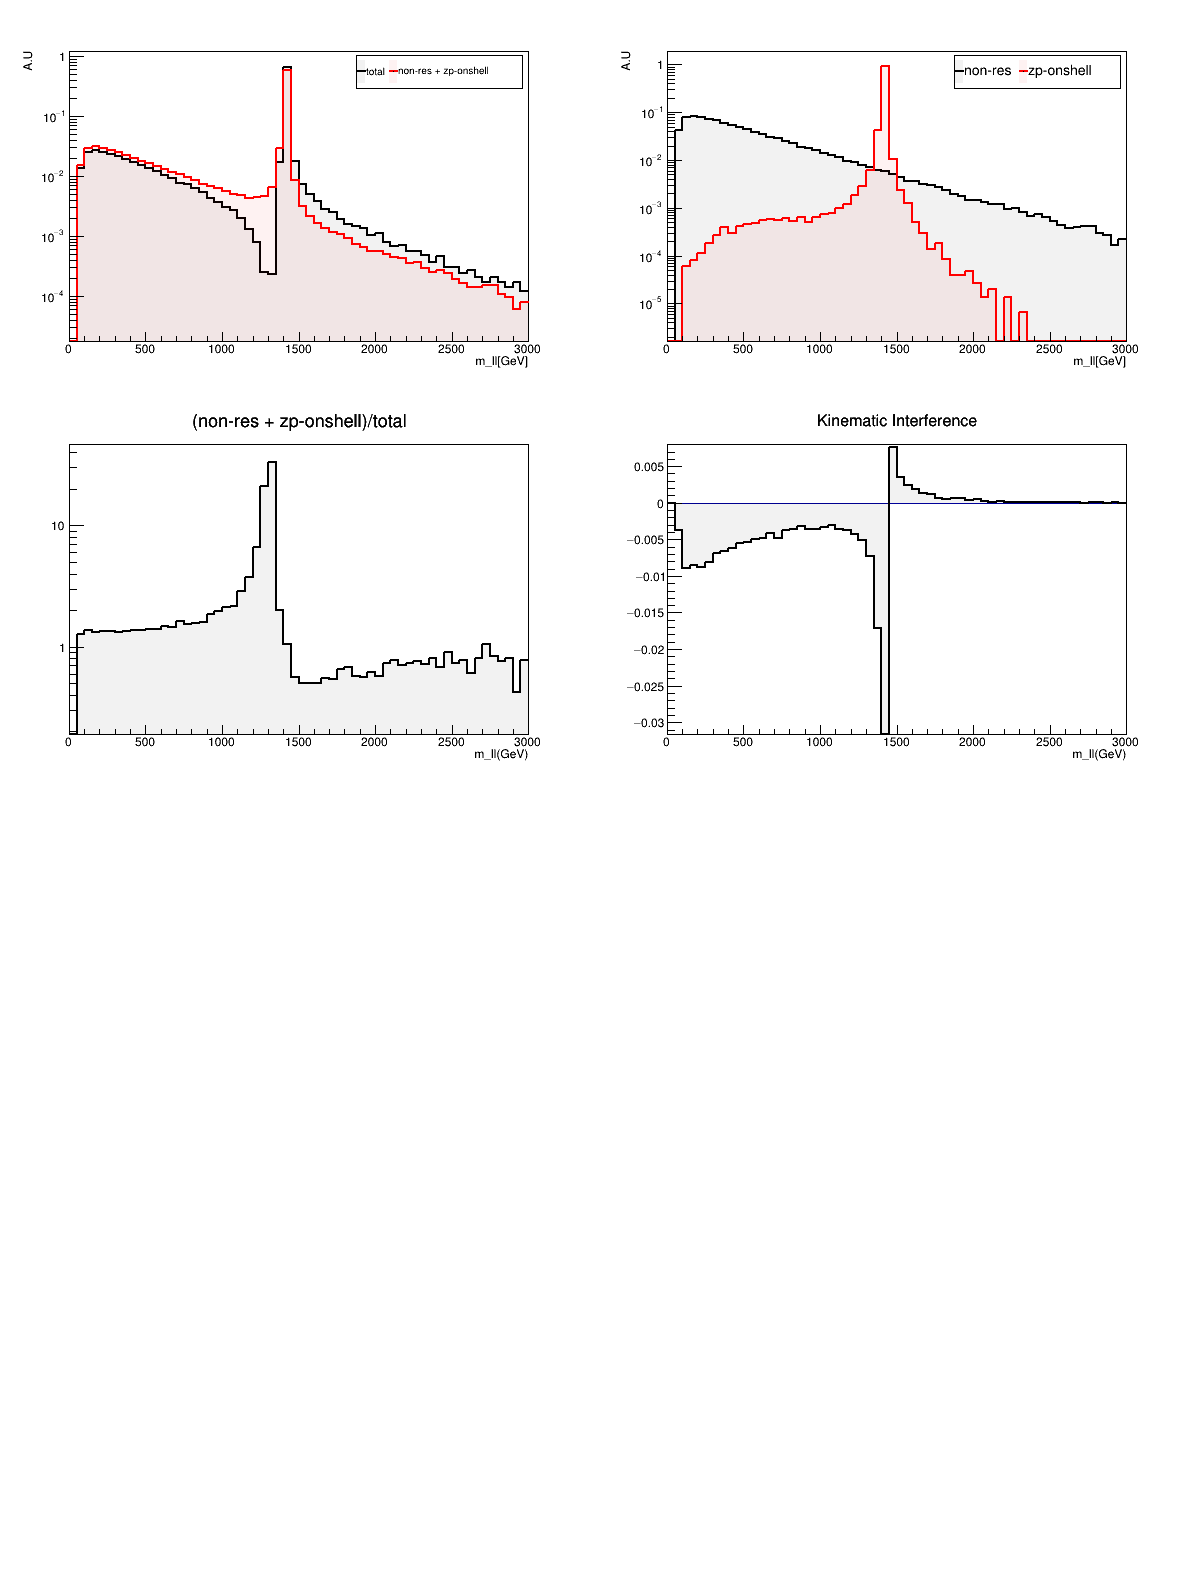 A.U
total non-res + zp-onshell
1
10⁻¹
10⁻²
10⁻³
10⁻⁴
0 500 1000 1500 2000 2500 3000
m_ll[GeV]
A.U
non-res zp-onshell
1
10⁻¹
10⁻²
10⁻³
10⁻⁴
10⁻⁵
0 500 1000 1500 2000 2500 3000
m_ll[GeV]
(non-res + zp-onshell)/total
10
1
0 500 1000 1500 2000 2500 3000
m_ll(GeV)
Kinematic Interference
0.005
0
−0.005
−0.01
−0.015
−0.02
−0.025
−0.03
0 500 1000 1500 2000 2500 3000
m_ll(GeV)